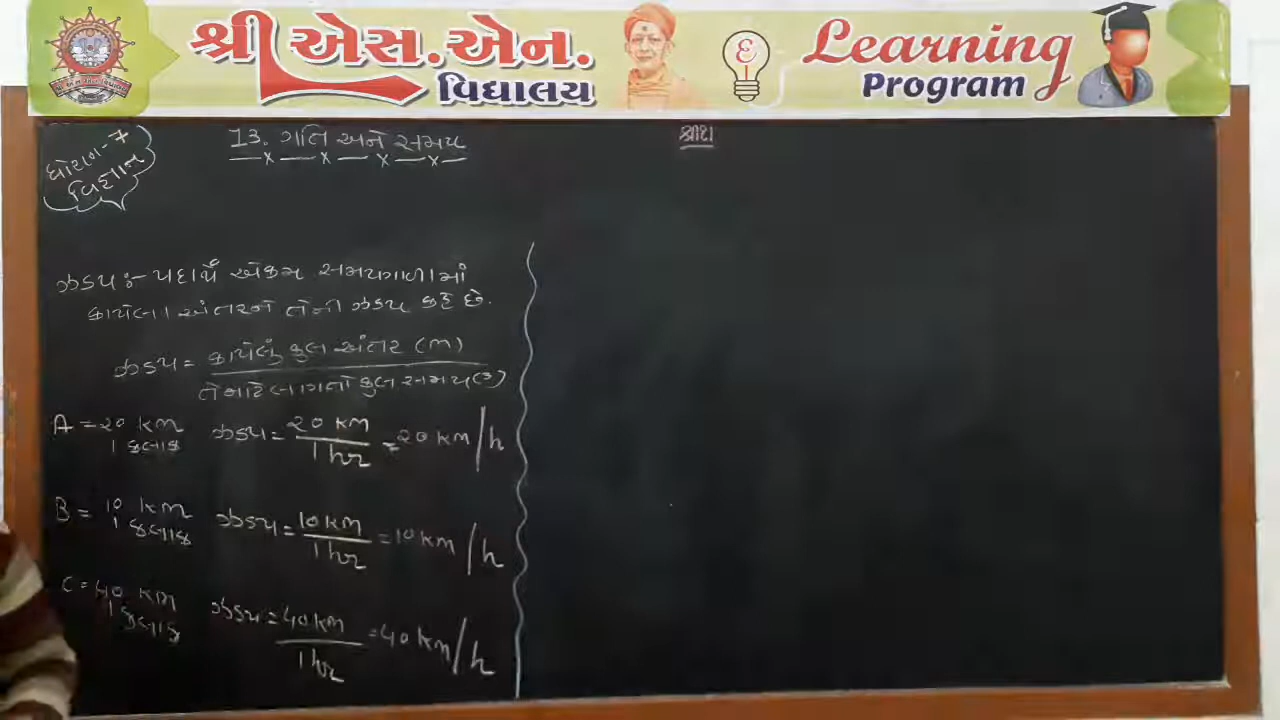 શ્રી એસ.એન.
વિદ્યાલય
Learning
Program
ધોરણ-7
વિજ્ઞાન
13. ગતિ અને સમય
શ્રીજી
ઝડપ :- પદાર્થે એકમ સમયગાળામાં
કાપેલા અંતરને તેની ઝડપ કહે છે.
ઝડપ = કાપેલું કુલ અંતર (m)
તે માટે લાગતો કુલ સમય (s)
A = 20 km
1 કલાક
ઝડપ = 20 km
1 hr
= 20 km/h
B = 10 km
1 કલાક
ઝડપ = 10 km
1 hr
= 10 km/h
C = 40 km
1 કલાક
ઝડપ = 40 km
1 hr
= 40 km/h